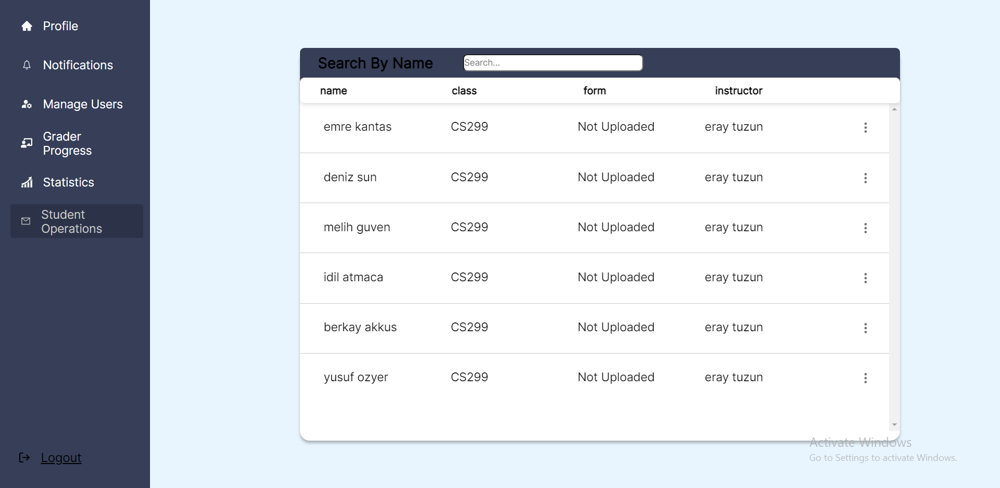 Profile
Notifications
Manage Users
Grader
Progress
Statistics
Student
Operations
Logout
Search By Name Search...
name class form instructor
emre kantas CS299 Not Uploaded eray tuzun
deniz sun CS299 Not Uploaded eray tuzun
melih guven CS299 Not Uploaded eray tuzun
idil atmaca CS299 Not Uploaded eray tuzun
berkay akkus CS299 Not Uploaded eray tuzun
yusuf ozyer CS299 Not Uploaded eray tuzun
Activate Windows
Go to Settings to activate Windows.